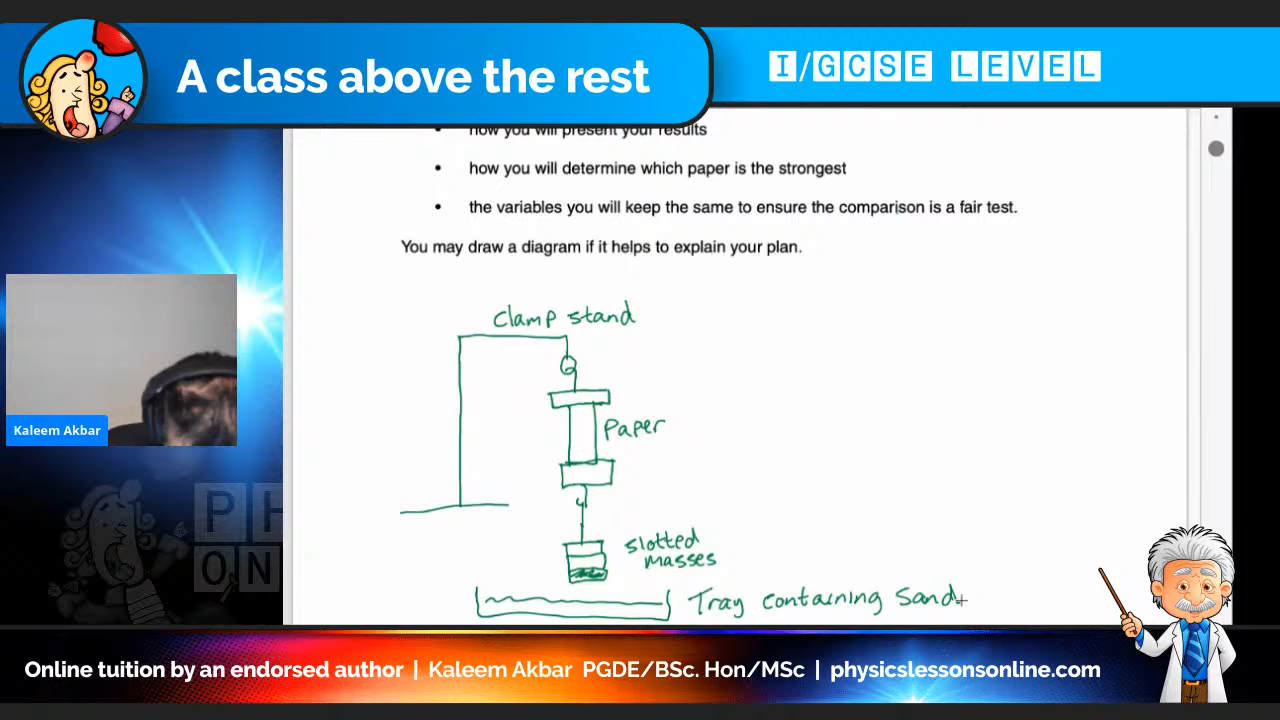 A class above the rest
I/GCSE LEVEL
how you will present your results
how you will determine which paper is the strongest
the variables you will keep the same to ensure the comparison is a fair test.
You may draw a diagram if it helps to explain your plan.
Clamp stand
Paper
slotted
masses
Tray containing Sand
Kaleem Akbar
PH
ON
Online tuition by an endorsed author | Kaleem Akbar PGDE/BSc. Hon/MSc | physicslessonsonline.com